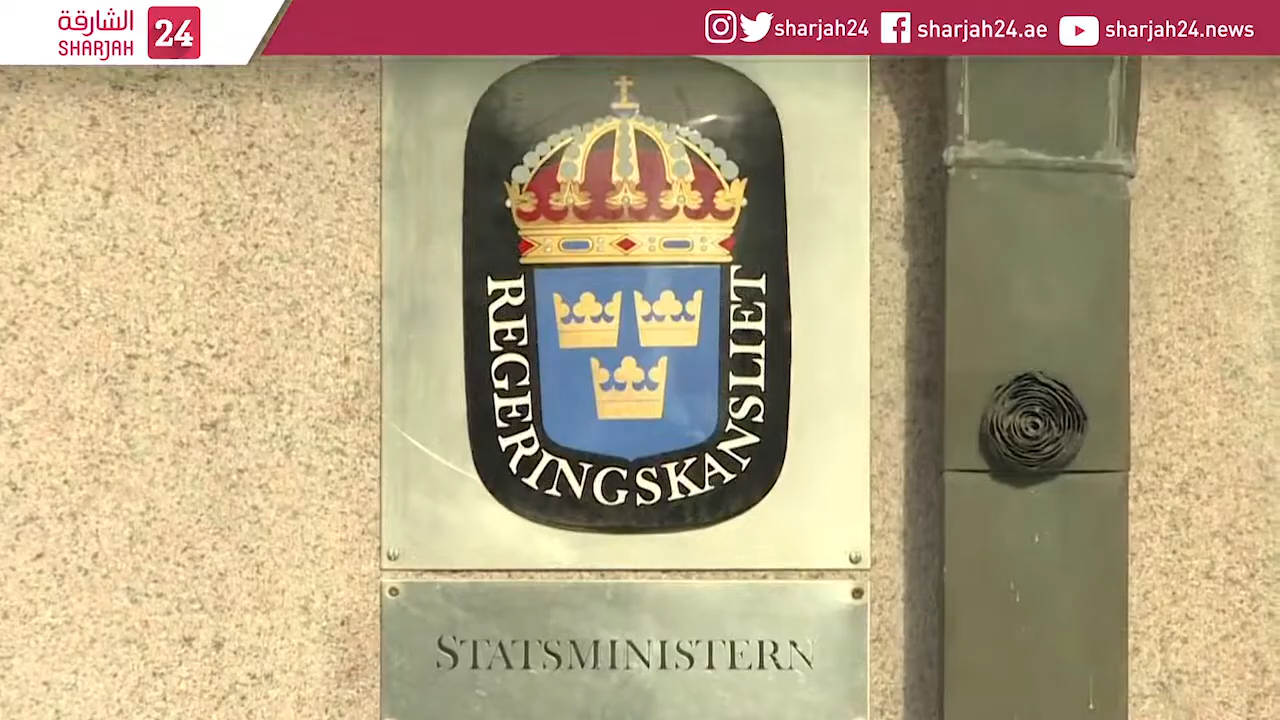 الشارقة
SHARJAH
24
sharjah24
sharjah24.ae
sharjah24.news
REGERINGSKANSLIET
STATSMINISTERN